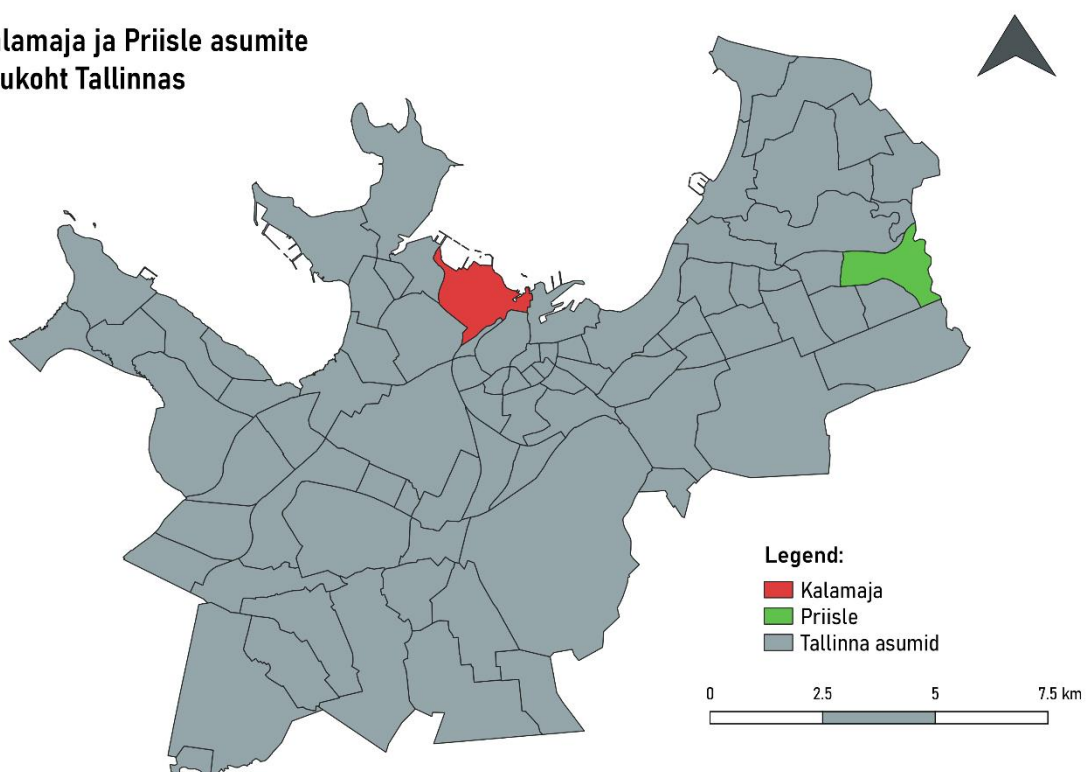 lamaja ja Priisle asumite
ukoht Tallinnas
Legend:
Kalamaja
Priisle
Tallinna asumid
0 2.5 5 7.5 km